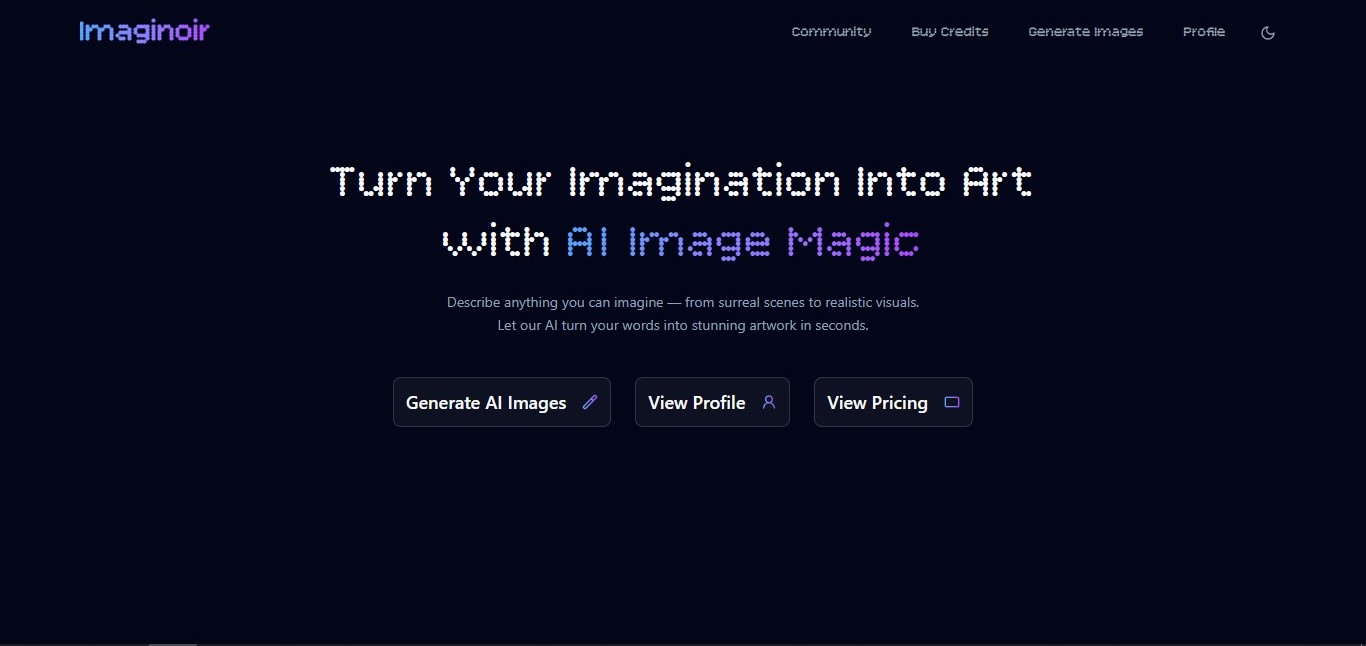 Imaginoir
Community
Buy Credits
Generate Images
Profile
Turn Your Imagination Into Art
with AI Image Magic
Describe anything you can imagine — from surreal scenes to realistic visuals.
Let our AI turn your words into stunning artwork in seconds.
Generate AI Images
View Profile
View Pricing